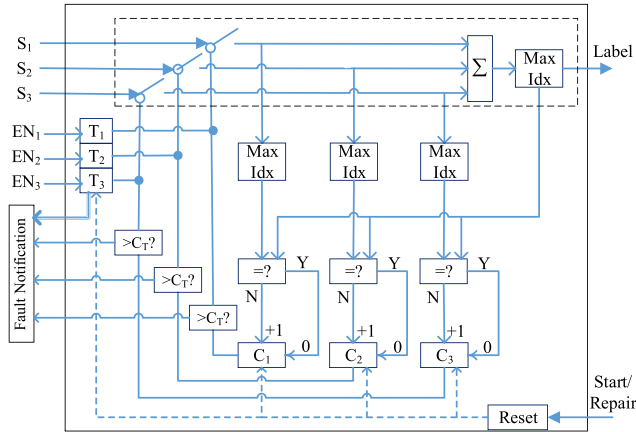 S1
S2
S3
Σ
Max Idx
Label
EN1
EN2
EN3
T1
T2
T3
Max Idx
Max Idx
Max Idx
Fault Notification
>CT?
>CT?
>CT?
=?
Y
=?
Y
=?
Y
N
N
N
+1
+1
+1
0
0
0
C1
C2
C3
Start/
Repair
Reset